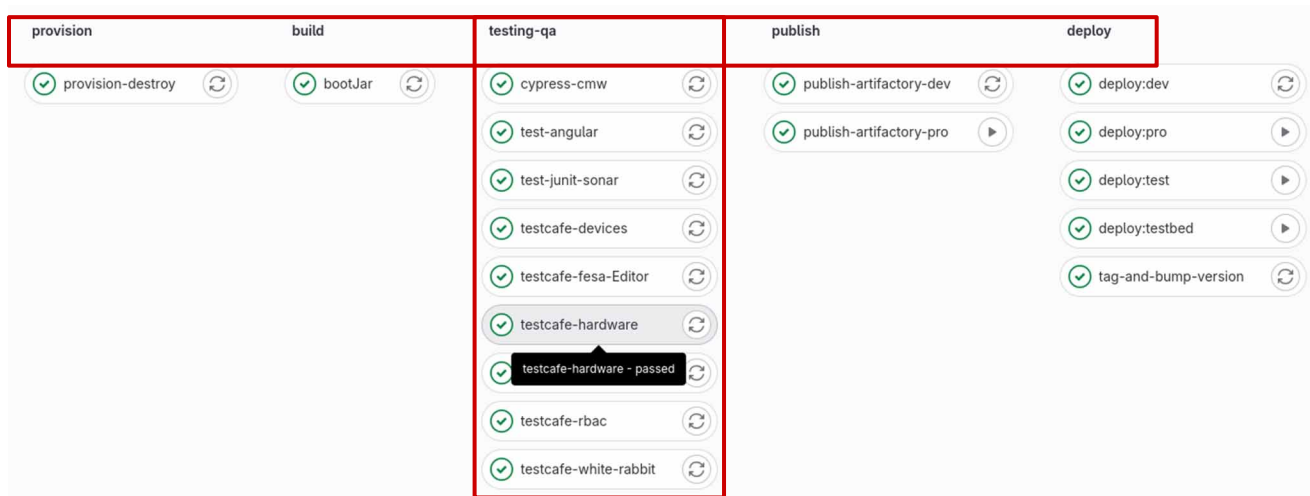 provision
build
testing-qa
publish
deploy
provision-destroy
bootJar
cypress-cmw
test-angular
test-junit-sonar
testcafe-devices
testcafe-fesa-Editor
testcafe-hardware
testcafe-hardware - passed
testcafe-rbac
testcafe-white-rabbit
publish-artifactory-dev
publish-artifactory-pro
deploy:dev
deploy:pro
deploy:test
deploy:testbed
tag-and-bump-version